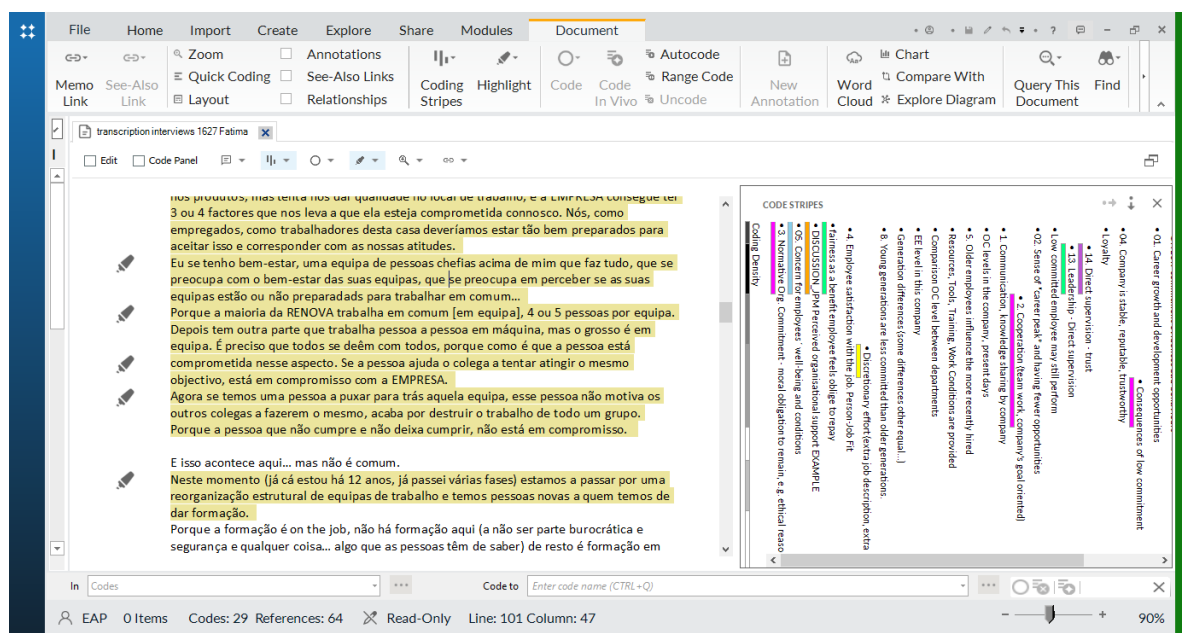 File Home Import Create Explore Share Modules Document
Memo Link
See-Also Link
Zoom
Quick Coding
Layout
Annotations
See-Also Links
Relationships
Coding Stripes
Highlight
Code
Code In Vivo
Autocode
Range Code
Uncode
New Annotation
Word Cloud
Chart
Compare With
Explore Diagram
Query This Document
Find
transcription interviews 1627 Fatima
Edit Code Panel
nos produtos, mas tenta nos dar qualidade no local de trabalho, e a EMPRESA consegue ter
3 ou 4 factores que nos leva a que ela esteja comprometida connosco. Nós, como
empregados, como trabalhadores desta casa deveríamos estar tão bem preparados para
aceitar isso e corresponder com as nossas atitudes.
Eu se tenho bem-estar, uma equipa de pessoas chefias acima de mim que faz tudo, que se
preocupa com o bem-estar das suas equipas, que se preocupa em perceber se as suas
equipas estão ou não preparadads para trabalhar em comum...
Porque a maioria da RENOVA trabalha em comum [em equipa], 4 ou 5 pessoas por equipa.
Depois tem outra parte que trabalha pessoa a pessoa em máquina, mas o grosso é em
equipa. É preciso que todos se deêm com todos, porque como é que a pessoa está
comprometida nesse aspecto. Se a pessoa ajuda o colega a tentar atingir o mesmo
objectivo, está em compromisso com a EMPRESA.
Agora se temos uma pessoa a puxar para trás aquela equipa, esse pessoa não motiva os
outros colegas a fazerem o mesmo, acaba por destruir o trabalho de todo um grupo.
Porque a pessoa que não cumpre e não deixa cumprir, não está em compromisso.
E isso acontece aqui... mas não é comum.
Neste momento (já cá estou há 12 anos, já passei várias fases) estamos a passar por uma
reorganização estrutural de equipas de trabalho e temos pessoas novas a quem temos de
dar formação.
Porque a formação é on the job, não há formação aqui (a não ser parte burocrática e
segurança e qualquer coisa... algo que as pessoas têm de saber) de resto é formação em
CODE STRIPES
01. Career growth and development opportunities
Consequences of low commitment
04. Company is stable, reputable, trustworthy
Loyalty
14. Direct supervision - trust
13. Leadership - Direct supervision
Low committed employee may still perform
02. Sense of "career peak" and having fewer opportunities
2. Cooperation (team work, company's goal oriented)
1. Communication, knowledge sharing by company
OC levels in the company, present days
5. Older employees influence the more recently hired
Resources, Tools, Training, Work Conditions are provided
Comparison OC level between departments
EE level in this company
Generation differences (some differences other equal...)
8. Young generations are less committed than older generations.
Discretionary effort (extra job description, extra
4. Employee satisfaction with the job. Person-Job Fit
fairness as a benefit employee feels oblige to repay
DISCUSSION_JPM Perceived organisational support EXAMPLE
05. Concern for employees' well-being and conditions
3. Normative Org. Commitment - moral obligation to remain, e.g. ethical reaso
Coding Density
In Codes Code to Enter code name (CTRL+Q)
EAP 0 Items Codes: 29 References: 64 Read-Only Line: 101 Column: 47 90%